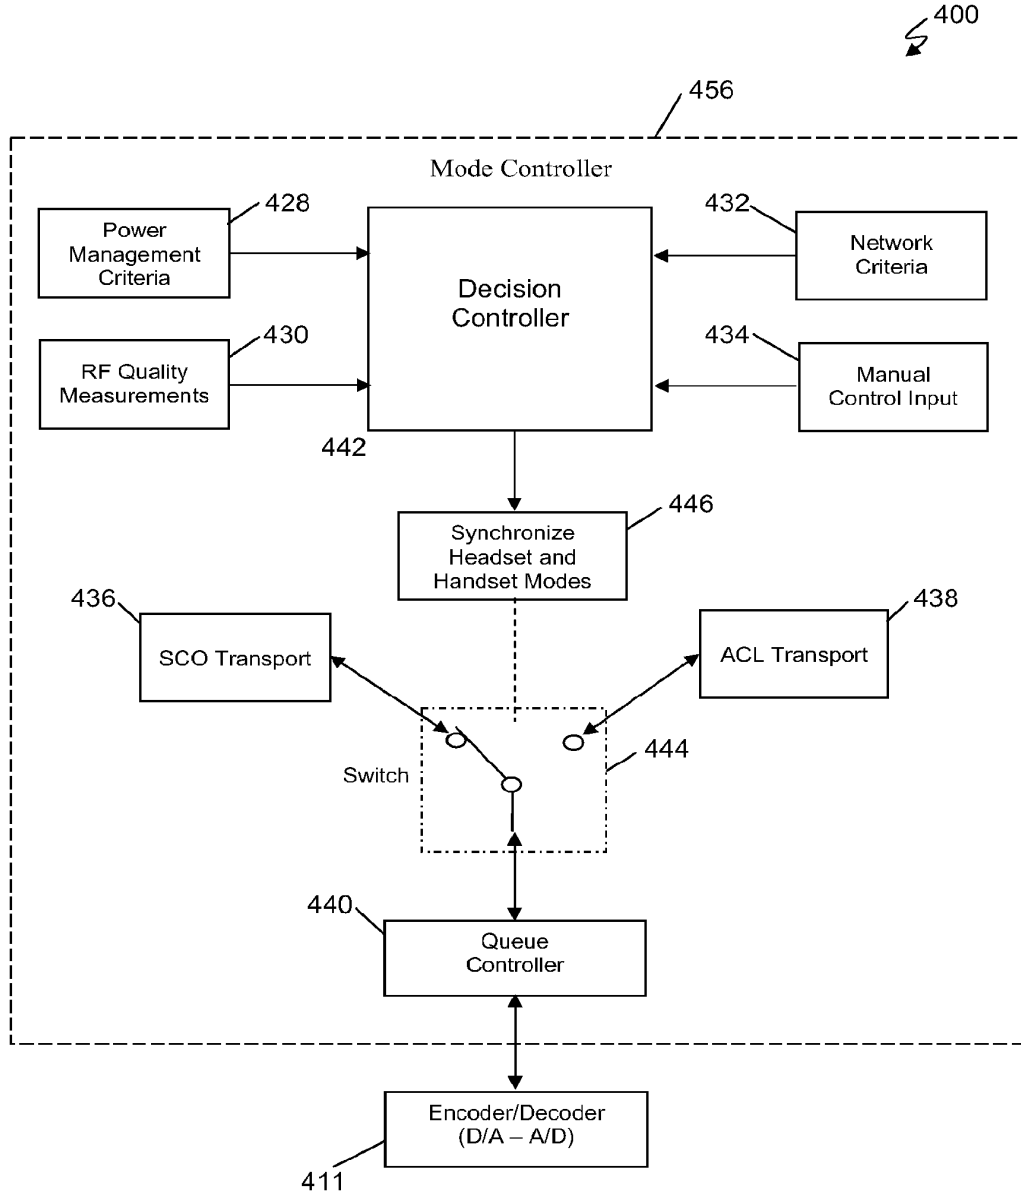 400
456
Mode Controller
428
Power
Management
Criteria
Decision
Controller
432
Network
Criteria
430
RF Quality
Measurements
434
Manual
Control Input
442
446
Synchronize
Headset and
Handset Modes
436
SCO Transport
438
ACL Transport
Switch
444
440
Queue
Controller
Encoder/Decoder
(D/A – A/D)
411